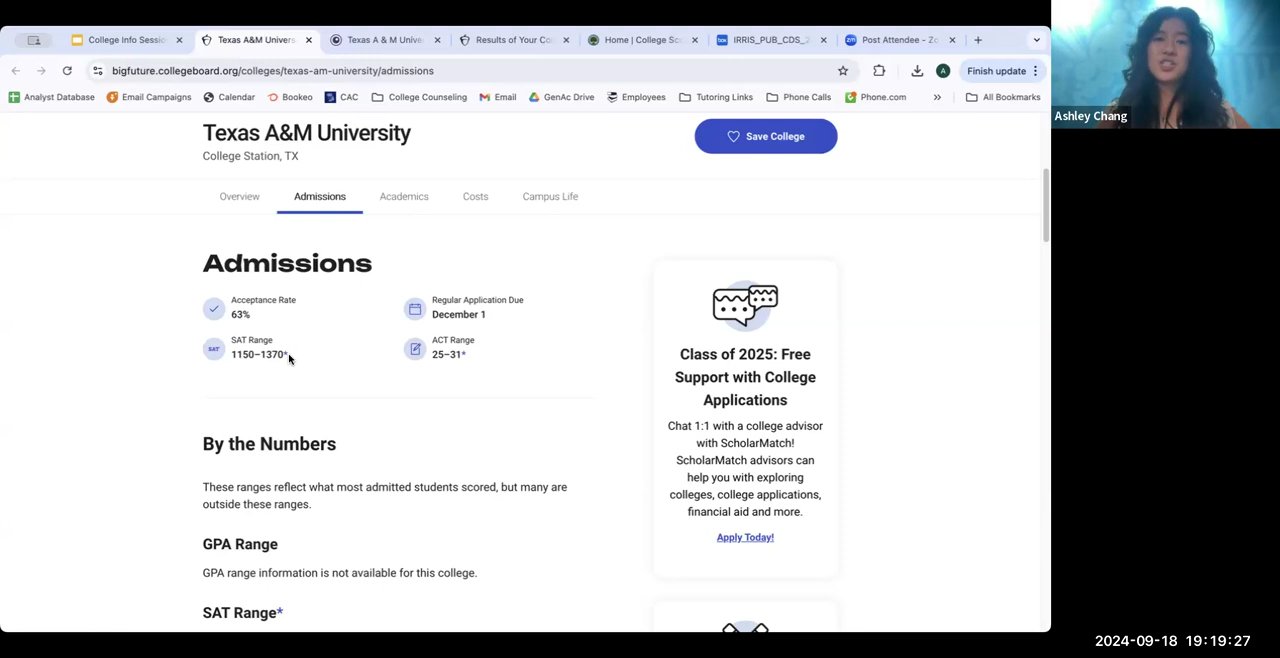 College Info Sessi
Texas A&M Univers
Texas A & M Unive
Results of Your Co
Home | College Sc
IRRIS_PUB_CDS_2
Post Attendee - Zo
bigfuture.collegeboard.org/colleges/texas-am-university/admissions
A
Finish update
Analyst Database
Email Campaigns
Calendar
Bookeo
CAC
College Counseling
Email
GenAc Drive
Employees
Tutoring Links
Phone Calls
Phone.com
All Bookmarks
Ashley Chang
Texas A&M University
College Station, TX
Save College
Overview
Admissions
Academics
Costs
Campus Life
Admissions
Acceptance Rate
63%
Regular Application Due
December 1
SAT
SAT Range
1150–1370*
ACT Range
25–31*
By the Numbers
These ranges reflect what most admitted students scored, but many are
outside these ranges.
GPA Range
GPA range information is not available for this college.
SAT Range*
Class of 2025: Free
Support with College
Applications
Chat 1:1 with a college advisor
with ScholarMatch!
ScholarMatch advisors can
help you with exploring
colleges, college applications,
financial aid and more.
Apply Today!
2024-09-18 19:19:27